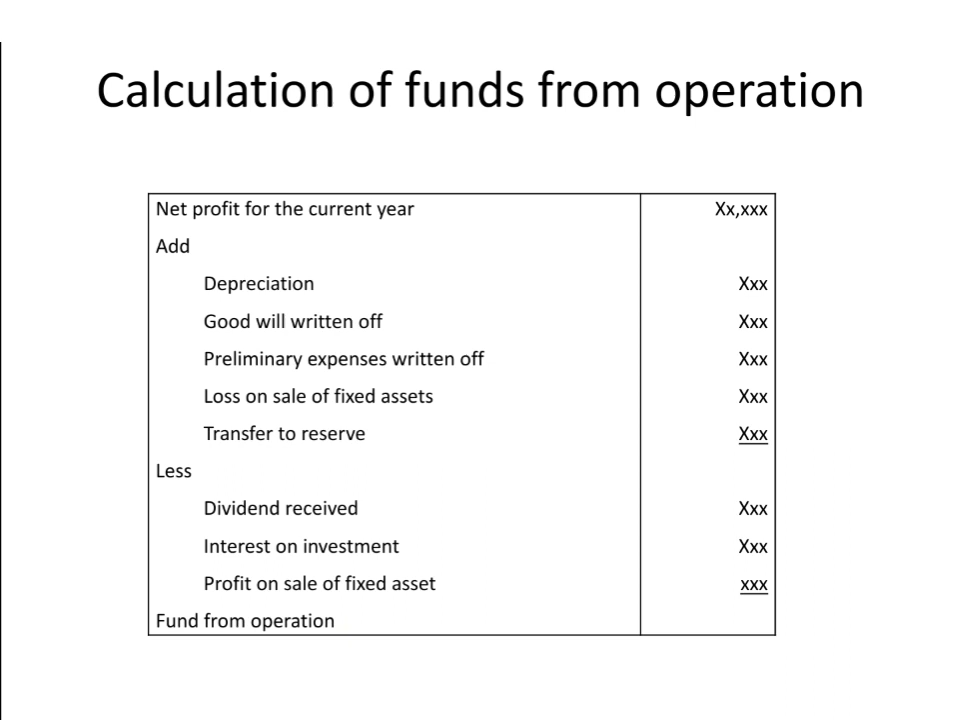 Calculation of funds from operation
Net profit for the current year Xx,xxx
Add
Depreciation Xxx
Good will written off Xxx
Preliminary expenses written off Xxx
Loss on sale of fixed assets Xxx
Transfer to reserve Xxx
Less
Dividend received Xxx
Interest on investment Xxx
Profit on sale of fixed asset xxx
Fund from operation